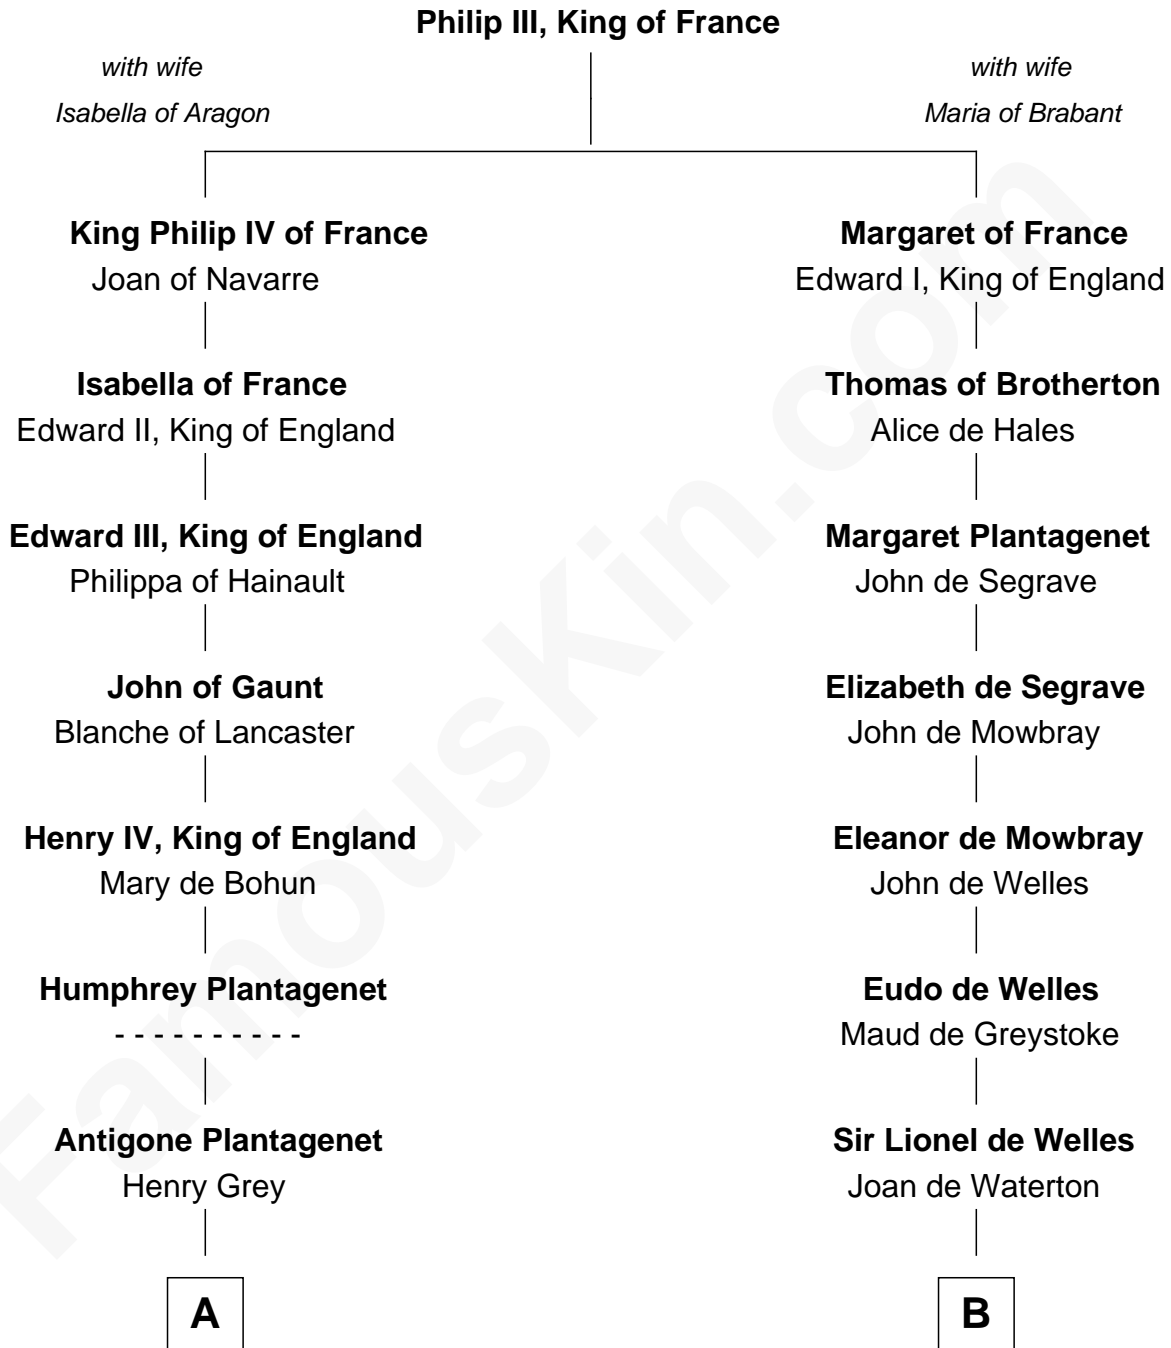 Philip III, King of France
with wife
Isabella of Aragon
with wife
Maria of Brabant
King Philip IV of France
Joan of Navarre
Margaret of France
Edward I, King of England
Isabella of France
Edward II, King of England
Thomas of Brotherton
Alice de Hales
Edward III, King of England
Philippa of Hainault
Margaret Plantagenet
John de Segrave
John of Gaunt
Blanche of Lancaster
Elizabeth de Segrave
John de Mowbray
Henry IV, King of England
Mary de Bohun
Eleanor de Mowbray
John de Welles
Humphrey Plantagenet
- - - - - - - - - -
Eudo de Welles
Maud de Greystoke
Antigone Plantagenet
Henry Grey
Sir Lionel de Welles
Joan de Waterton
A
B
FamousKin.com